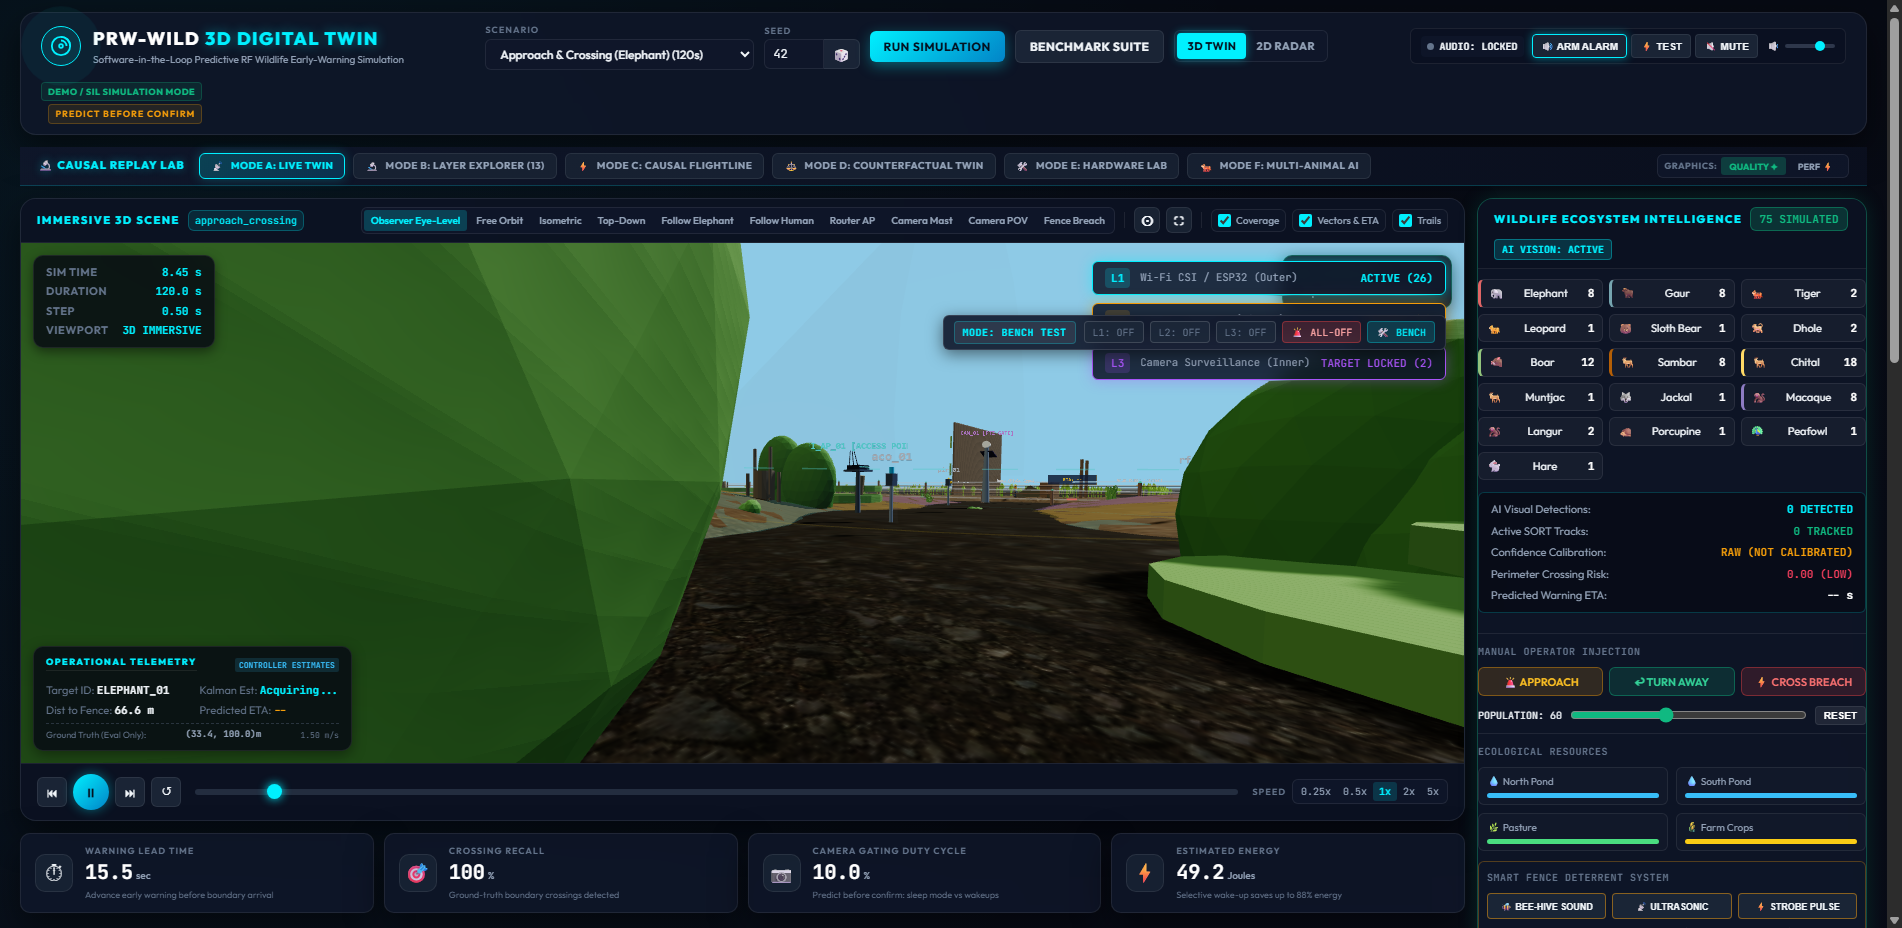 PRW-WILD 3D DIGITAL TWIN
Software-in-the-Loop Predictive RF Wildlife Early-Warning Simulation
DEMO / SIL SIMULATION MODE
PREDICT BEFORE CONFIRM
SCENARIO
Approach & Crossing (Elephant) (120s)
SEED
42
RUN SIMULATION
BENCHMARK SUITE
3D TWIN 2D RADAR
AUDIO: LOCKED
ARM ALARM
TEST
MUTE
CAUSAL REPLAY LAB
MODE A: LIVE TWIN
MODE B: LAYER EXPLORER (13)
MODE C: CAUSAL FLIGHTLINE
MODE D: COUNTERFACTUAL TWIN
MODE E: HARDWARE LAB
MODE F: MULTI-ANIMAL AI
GRAPHICS: QUALITY PERF
IMMERSIVE 3D SCENE
approach_crossing
Observer Eye-Level Free Orbit Isometric Top-Down Follow Elephant Follow Human Router AP Camera Mast Camera POV Fence Breach
Coverage
Vectors & ETA
Trails
SIM TIME 8.45 s
DURATION 120.0 s
STEP 0.50 s
VIEWPORT 3D IMMERSIVE
L1 Wi-Fi CSI / ESP32 (Outer) ACTIVE (26)
MODE: BENCH TEST L1: OFF L2: OFF L3: OFF ALL-OFF BENCH
L3 Camera Surveillance (Inner) TARGET LOCKED (2)
aco_01
OPERATIONAL TELEMETRY
CONTROLLER ESTIMATES
Target ID: ELEPHANT_01 Kalman Est: Acquiring...
Dist to Fence: 66.6 m Predicted ETA: --
Ground Truth (Eval Only): (33.4, 100.0)m 1.50 m/s
SPEED 0.25x 0.5x 1x 2x 5x
WARNING LEAD TIME
15.5 sec
Advance early warning before boundary arrival
CROSSING RECALL
100 %
Ground-truth boundary crossings detected
CAMERA GATING DUTY CYCLE
10.0 %
Predict before confirm: sleep mode vs wakeups
ESTIMATED ENERGY
49.2 Joules
Selective wake-up saves up to 88% energy
WILDLIFE ECOSYSTEM INTELLIGENCE
75 SIMULATED
AI VISION: ACTIVE
Elephant 8 Gaur 8 Tiger 2
Leopard 1 Sloth Bear 1 Dhole 2
Boar 12 Sambar 8 Chital 18
Muntjac 1 Jackal 1 Macaque 8
Langur 2 Porcupine 1 Peafowl 1
Hare 1
AI Visual Detections: 0 DETECTED
Active SORT Tracks: 0 TRACKED
Confidence Calibration: RAW (NOT CALIBRATED)
Perimeter Crossing Risk: 0.00 (LOW)
Predicted Warning ETA: -- s
MANUAL OPERATOR INJECTION
APPROACH TURN AWAY CROSS BREACH
POPULATION: 60 RESET
ECOLOGICAL RESOURCES
North Pond South Pond
Pasture Farm Crops
SMART FENCE DETERRENT SYSTEM
BEE-HIVE SOUND ULTRASONIC STROBE PULSE